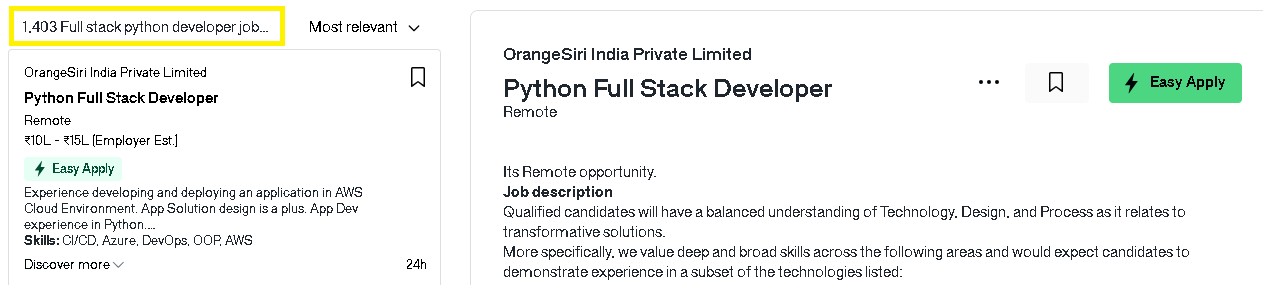 1,403 Full stack python developer job...
Most relevant
OrangeSiri India Private Limited
Python Full Stack Developer
Remote
₹10L - ₹15L (Employer Est.)
Easy Apply
Experience developing and deploying an application in AWS
Cloud Environment. App Solution design is a plus. App Dev
experience in Python....
Skills: CI/CD, Azure, DevOps, OOP, AWS
Discover more
24h
OrangeSiri India Private Limited
Python Full Stack Developer
Remote
Easy Apply
Its Remote opportunity.
Job description
Qualified candidates will have a balanced understanding of Technology, Design, and Process as it relates to
transformative solutions.
More specifically, we value deep and broad skills across the following areas and would expect candidates to
demonstrate experience in a subset of the technologies listed: